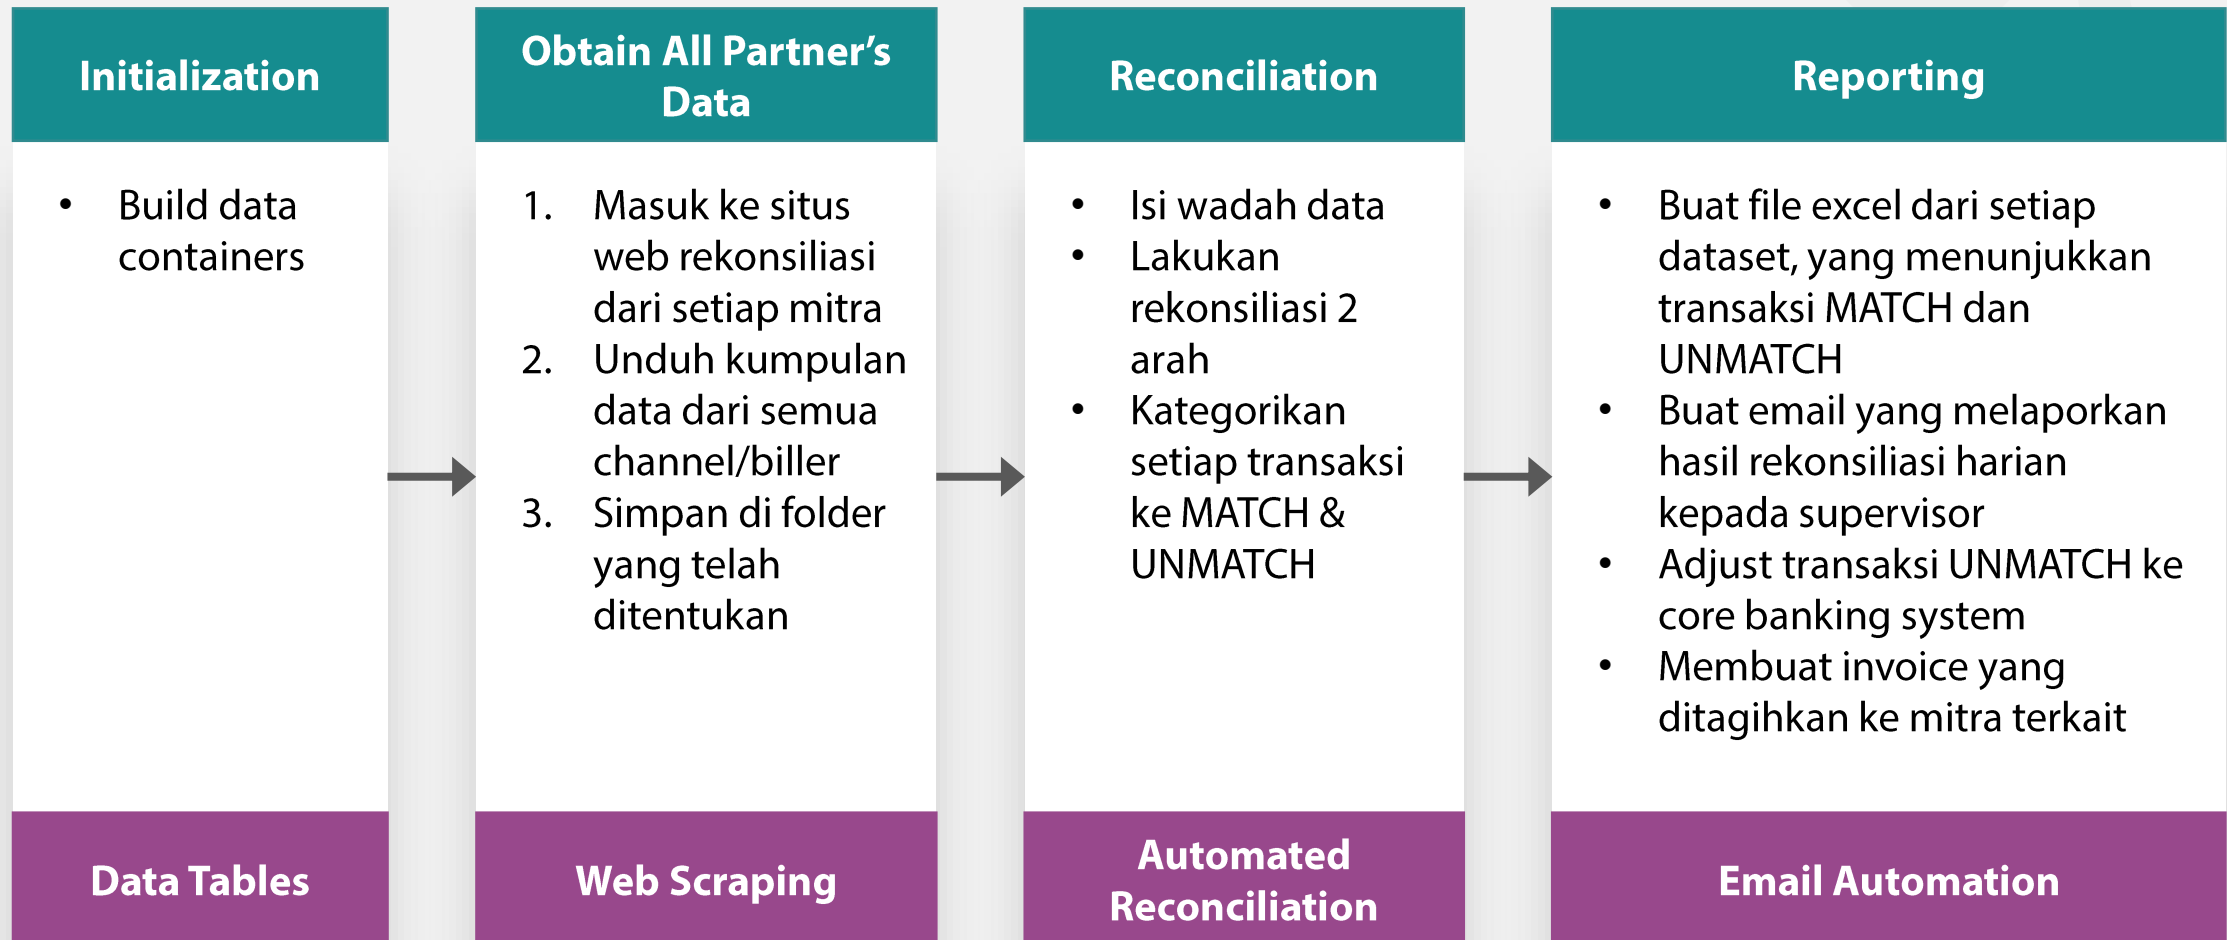 Initialization
• Build data
containers
Data Tables
Obtain All Partner’s
Data
1. Masuk ke situs
web rekonsiliasi
dari setiap mitra
2. Unduh kumpulan
data dari semua
channel/biller
3. Simpan di folder
yang telah
ditentukan
Web Scraping
Reconciliation
• Isi wadah data
• Lakukan
rekonsiliasi 2
arah
• Kategorikan
setiap transaksi
ke MATCH &
UNMATCH
Automated
Reconciliation
Reporting
• Buat file excel dari setiap
dataset, yang menunjukkan
transaksi MATCH dan
UNMATCH
• Buat email yang melaporkan
hasil rekonsiliasi harian
kepada supervisor
• Adjust transaksi UNMATCH ke
core banking system
• Membuat invoice yang
ditagihkan ke mitra terkait
Email Automation